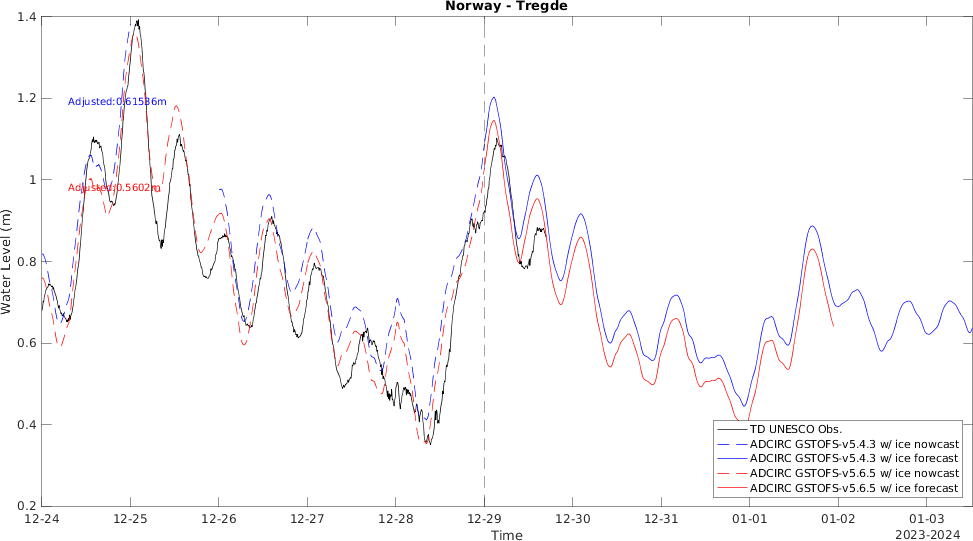 Norway - Tregde
1.4
1.2
1
0.8
0.6
0.4
0.2
Water Level (m)
Adjusted:0.61536m
Adjusted:0.5602m
TD UNESCO Obs.
ADCIRC GSTOFS-v5.4.3 w/ ice nowcast
ADCIRC GSTOFS-v5.4.3 w/ ice forecast
ADCIRC GSTOFS-v5.6.5 w/ ice nowcast
ADCIRC GSTOFS-v5.6.5 w/ ice forecast
12-24 12-25 12-26 12-27 12-28 12-29 12-30 12-31 01-01 01-02 01-03
Time
2023-2024